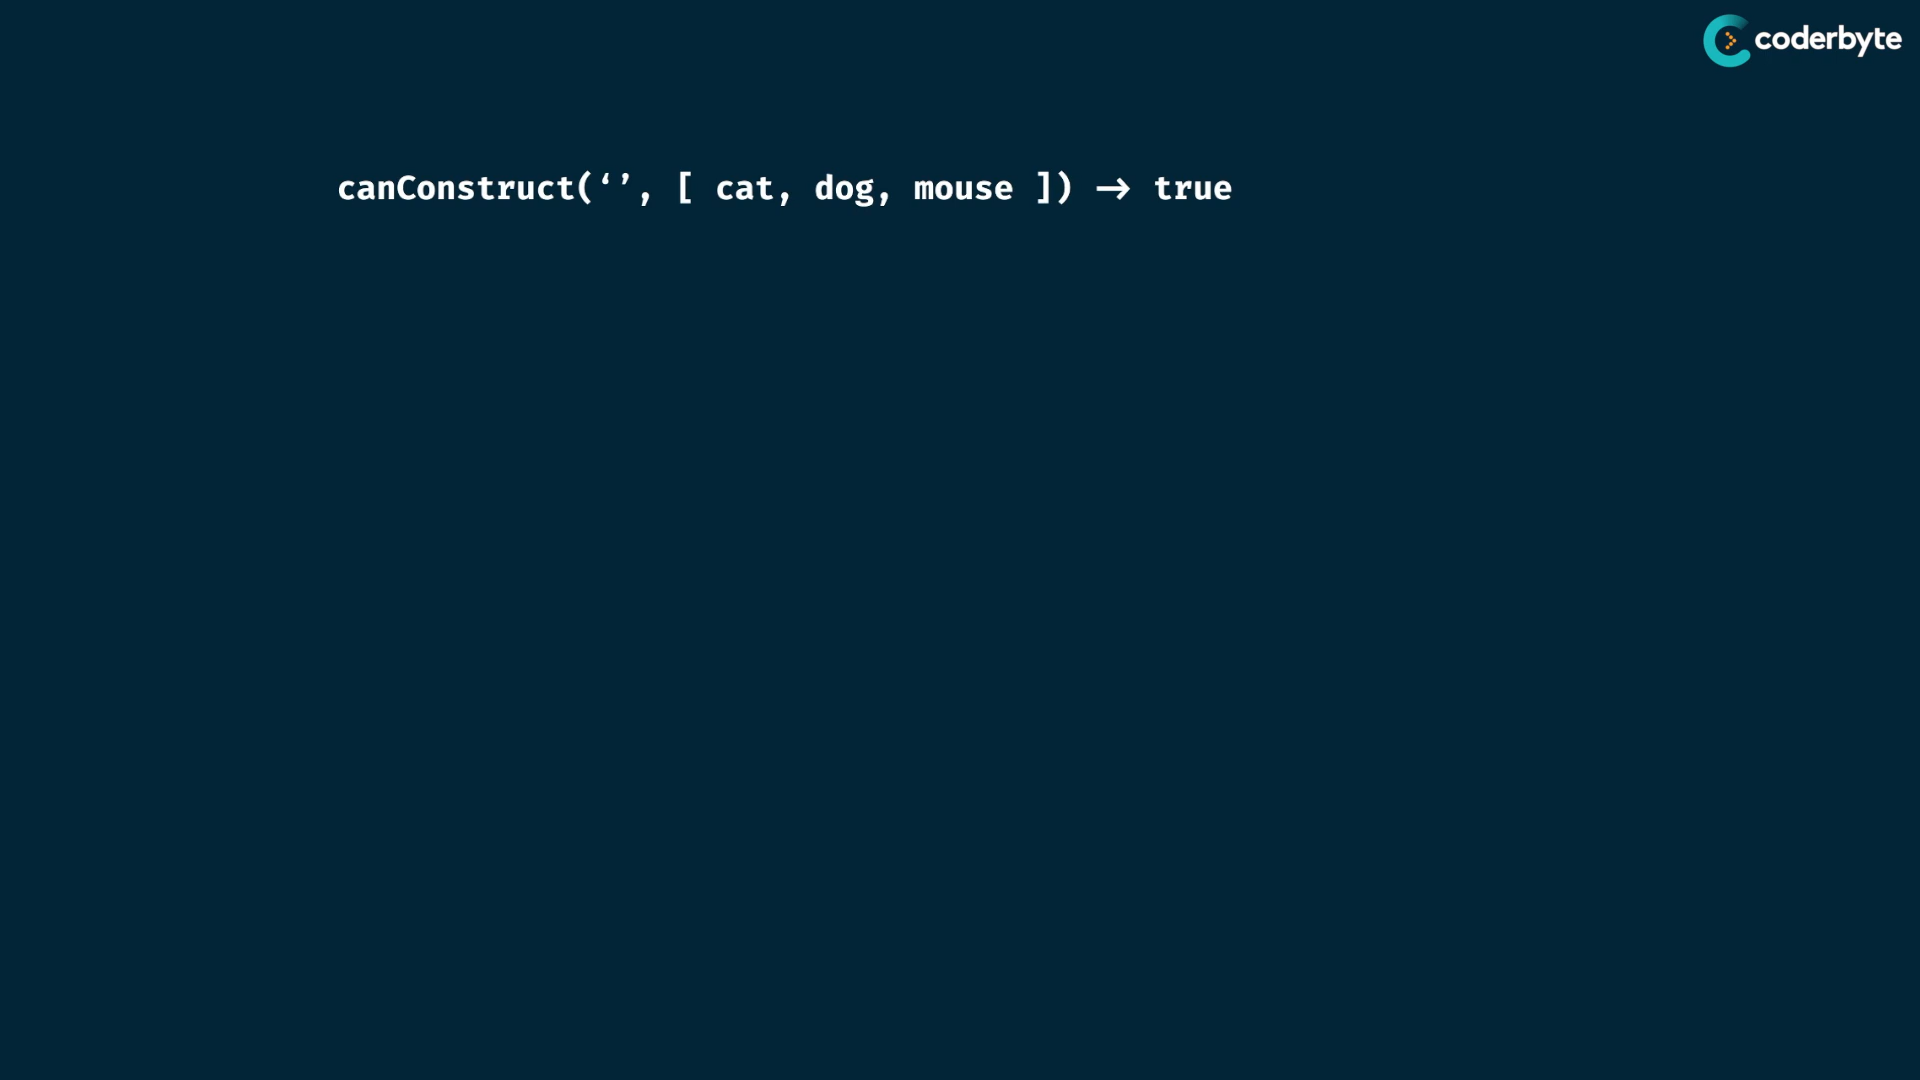 coderbyte
canConstruct(‘’, [ cat, dog, mouse ]) → true